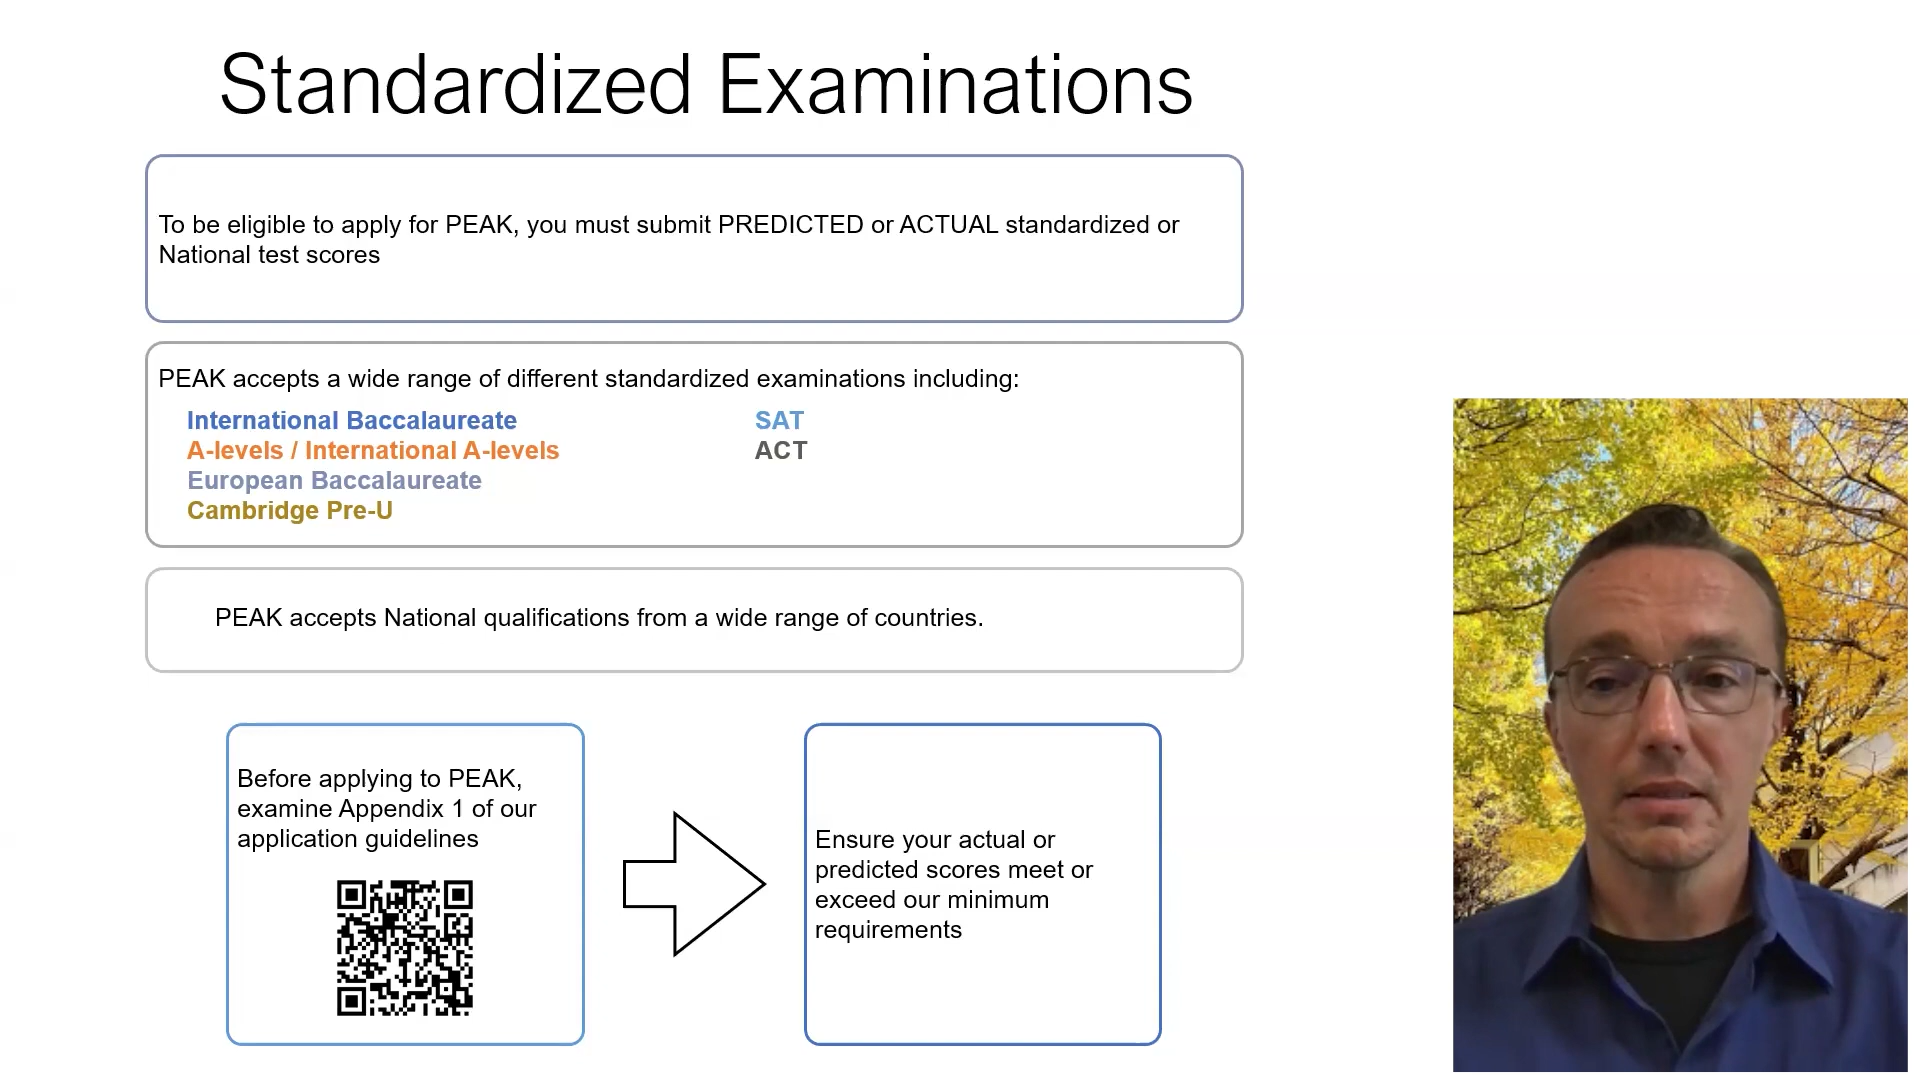 Standardized Examinations
To be eligible to apply for PEAK, you must submit PREDICTED or ACTUAL standardized or
National test scores
PEAK accepts a wide range of different standardized examinations including:
International Baccalaureate
A-levels / International A-levels
European Baccalaureate
Cambridge Pre-U
SAT
ACT
PEAK accepts National qualifications from a wide range of countries.
Before applying to PEAK,
examine Appendix 1 of our
application guidelines
Ensure your actual or
predicted scores meet or
exceed our minimum
requirements